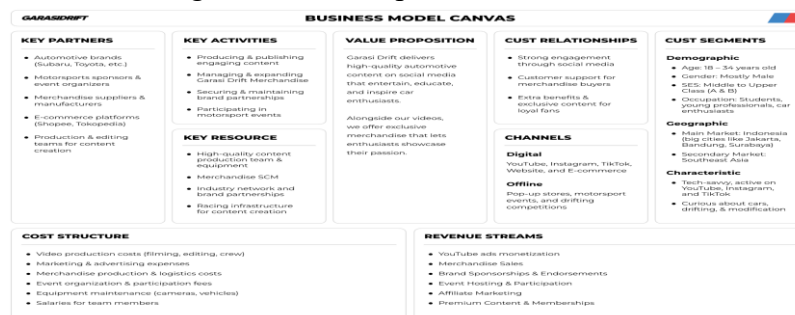 GARASIDRIFT
BUSINESS MODEL CANVAS
KEY PARTNERS
• Automotive brands
(Subaru, Toyota, etc.)
• Motorsports sponsors &
event organizers
• Merchandise suppliers &
manufacturers
• E-commerce platforms
(Shopee, Tokopedia)
• Production & editing
teams for content
creation
KEY ACTIVITIES
• Producing & publishing
engaging content
• Managing & expanding
Garasi Drift Merchandise
• Securing & maintaining
brand partnerships
• Participating in
motorsport events
KEY RESOURCE
• High-quality content
production team &
equipment
• Merchandise SCM
• Industry network and
brand partnerships
• Racing infrastructure
for content creation
VALUE PROPOSITION
Garasi Drift delivers
high-quality automotive
content on social media
that entertain, educate,
and inspire car
enthusiasts.
Alongside our videos,
we offer exclusive
merchandise that lets
enthusiasts showcase
their passion.
CUST RELATIONSHIPS
• Strong engagement
through social media
• Customer support for
merchandise buyers
• Extra benefits &
exclusive content for
loyal fans
CHANNELS
Digital
YouTube, Instagram, TikTok,
Website, and E-commerce
Offline
Pop-up stores, motorsport
events, and drifting
competitions
CUST SEGMENTS
Demographic
• Age: 18 – 34 years old
• Gender: Mostly Male
• SES: Middle to Upper
Class (A & B)
• Occupation: Students,
young professionals, car
enthusiasts
Geographic
• Main Market: Indonesia
(big cities like Jakarta,
Bandung, Surabaya)
• Secondary Market:
Southeast Asia
Characteristic
• Tech-savvy, active on
YouTube, Instagram,
and TikTok
• Curious about cars,
drifting, & modification
COST STRUCTURE
• Video production costs (filming, editing, crew)
• Marketing & advertising expenses
• Merchandise production & logistics costs
• Event organization & participation fees
• Equipment maintenance (cameras, vehicles)
• Salaries for team members
REVENUE STREAMS
• YouTube ads monetization
• Merchandise Sales
• Brand Sponsorships & Endorsements
• Event Hosting & Participation
• Affiliate Marketing
• Premium Content & Memberships